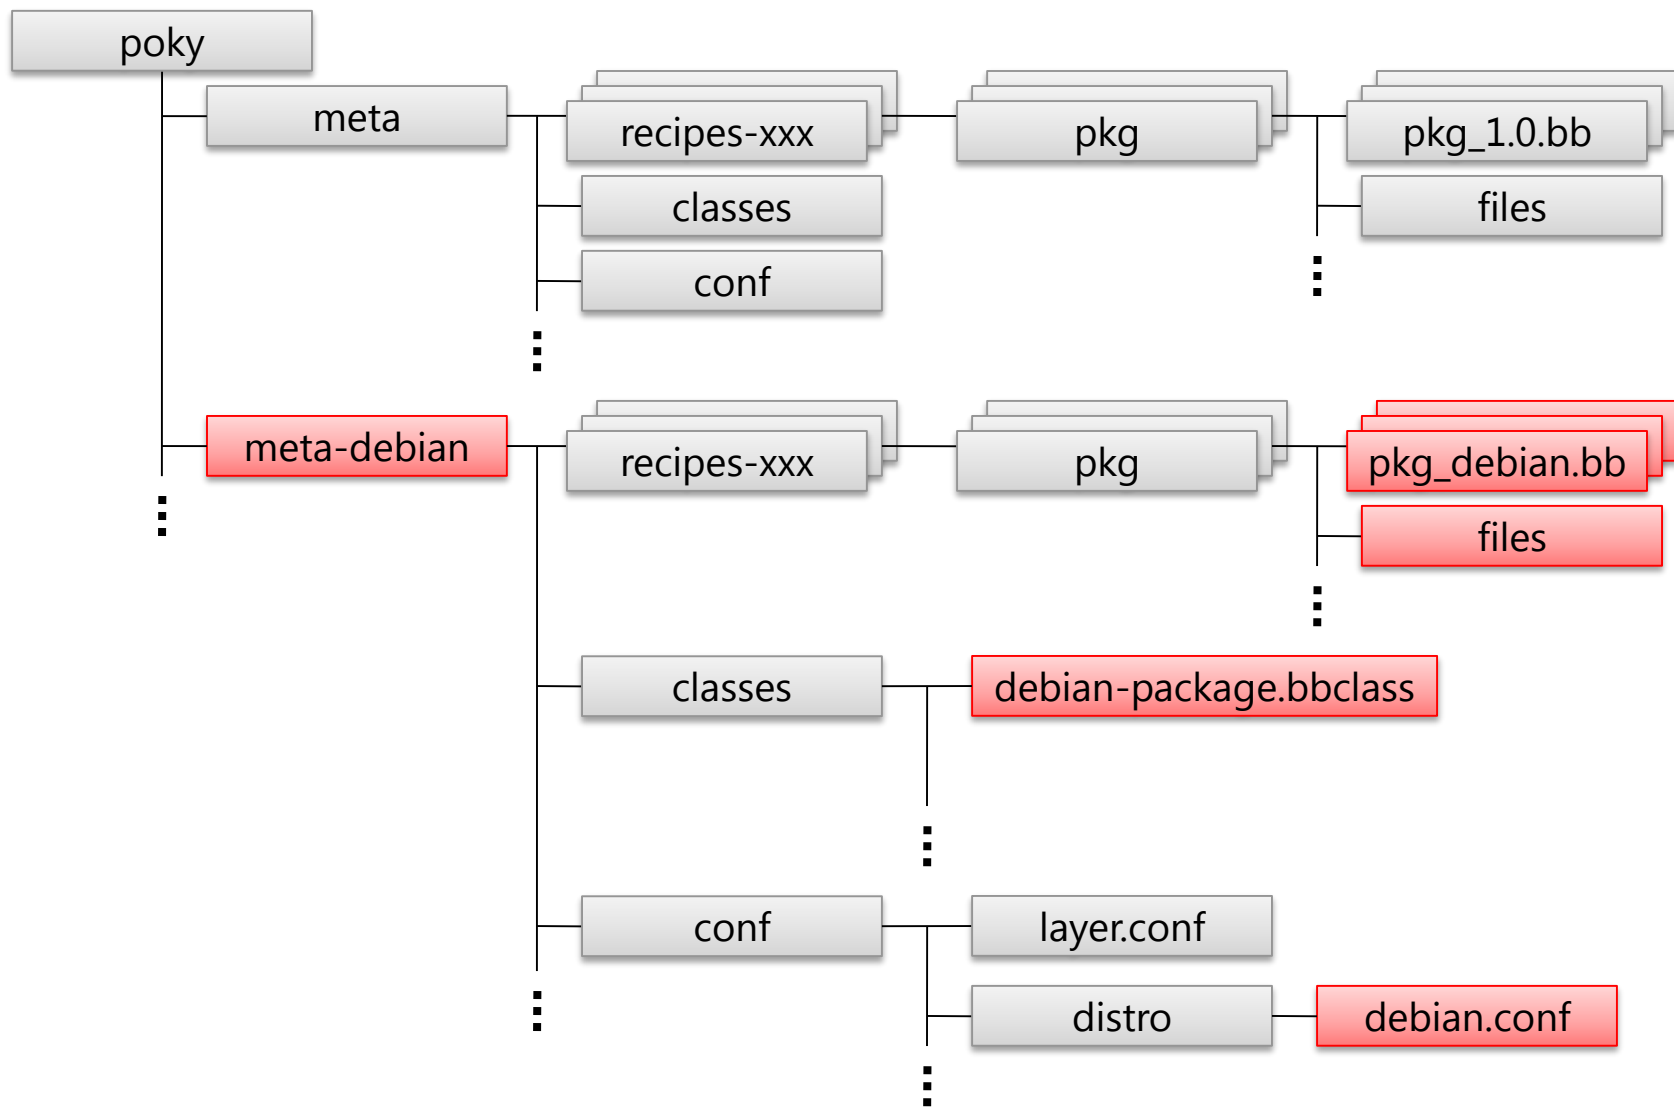 poky
meta
recipes-xxx
pkg
pkg_1.0.bb
classes
files
conf
meta-debian
recipes-xxx
pkg
pkg_debian.bb
files
classes
debian-package.bbclass
conf
layer.conf
distro
debian.conf